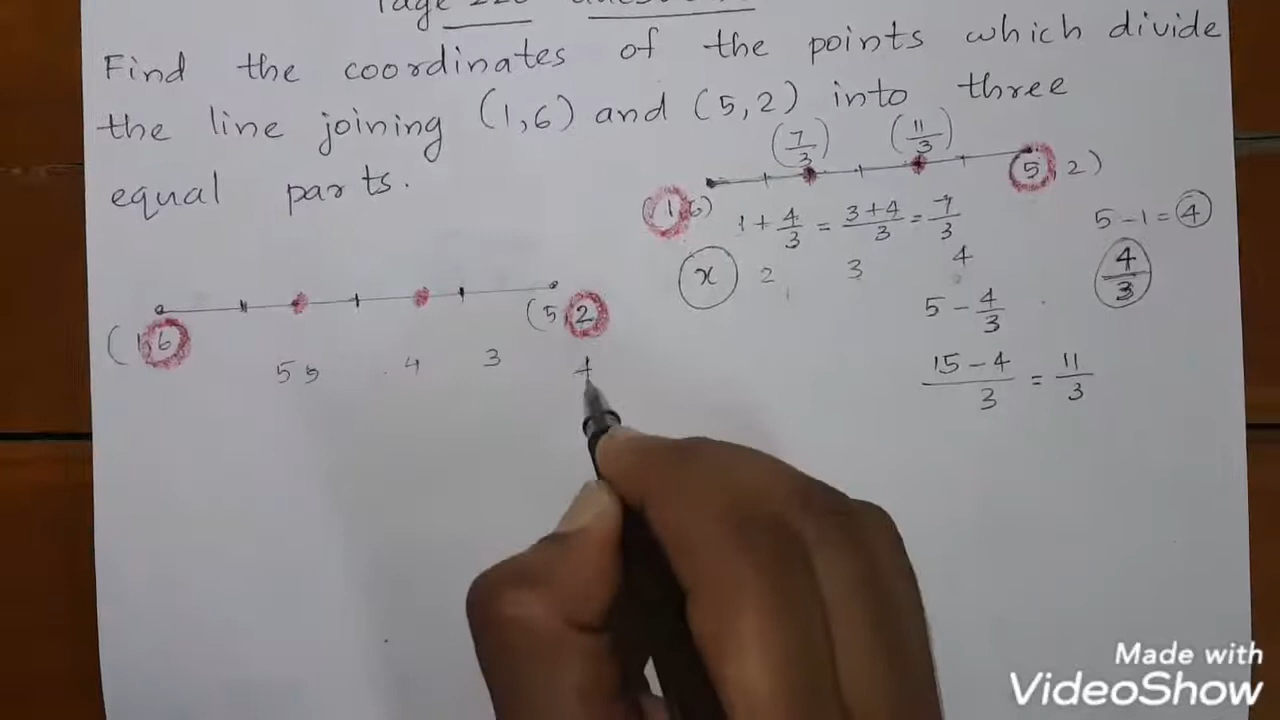 Page
Find the coordinates of the points which divide
the line joining (1,6) and (5,2) into three
equal parts.
(7/3) (11/3)
(1,6) 5, 2)
1 + 4/3 = 3+4/3 = 7/3
5 - 1 = 4
x 2 3 4
4/3
5 - 4/3
15 - 4/3 = 11/3
(1,6 (5 2
5, 4 3
4
Made with
VideoShow